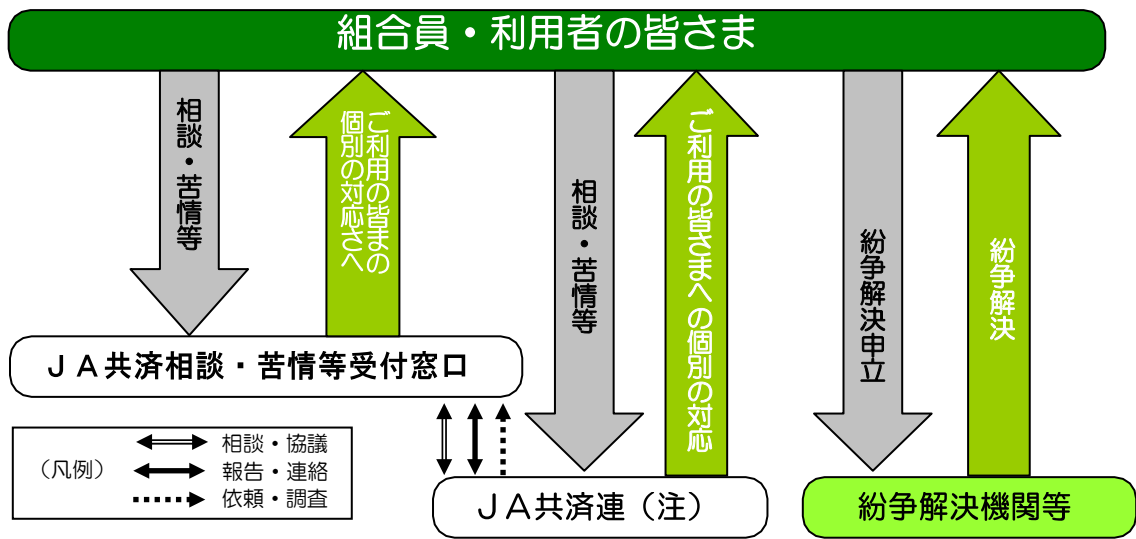 組合員・利用者の皆さま
相談・苦情等
ご利用の皆まの
個別の対応さへ
相談・苦情等
ご利用の皆さまへの個別の対応
紛争解決申立
紛争解決
ＪＡ共済相談・苦情等受付窓口
（凡例）
相談・協議
報告・連絡
依頼・調査
ＪＡ共済連（注）
紛争解決機関等